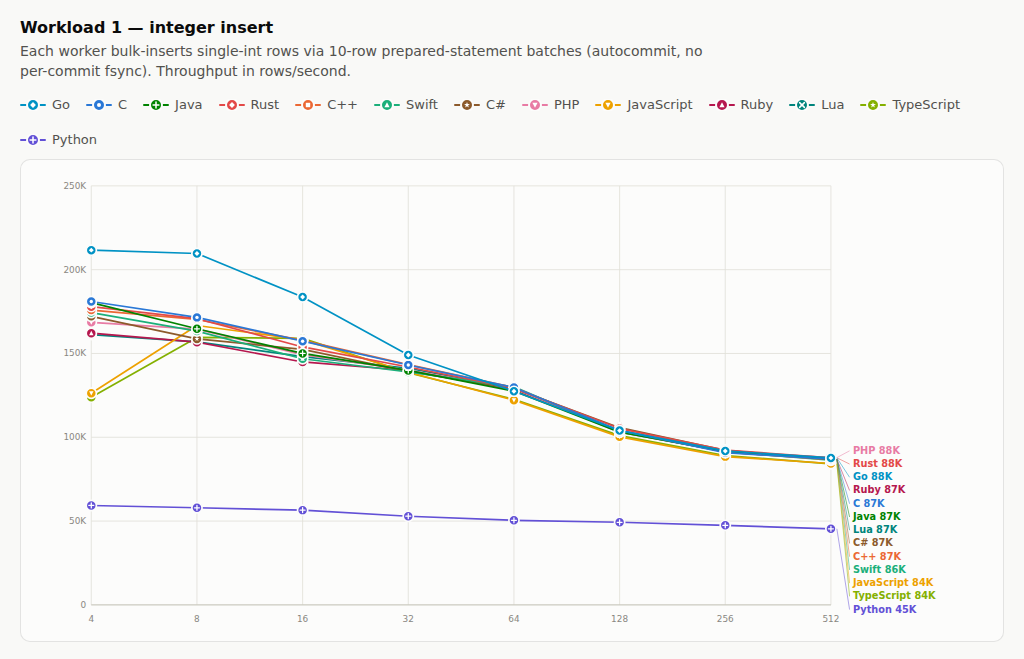 Workload 1 — integer insert
Each worker bulk-inserts single-int rows via 10-row prepared-statement batches (autocommit, no
per-commit fsync). Throughput in rows/second.
Go C Java Rust C++ Swift C# PHP JavaScript Ruby Lua TypeScript
Python
250K
200K
150K
100K
50K
0
4 8 16 32 64 128 256 512
PHP 88K
Rust 88K
Go 88K
Ruby 87K
C 87K
Java 87K
Lua 87K
C# 87K
C++ 87K
Swift 86K
JavaScript 84K
TypeScript 84K
Python 45K